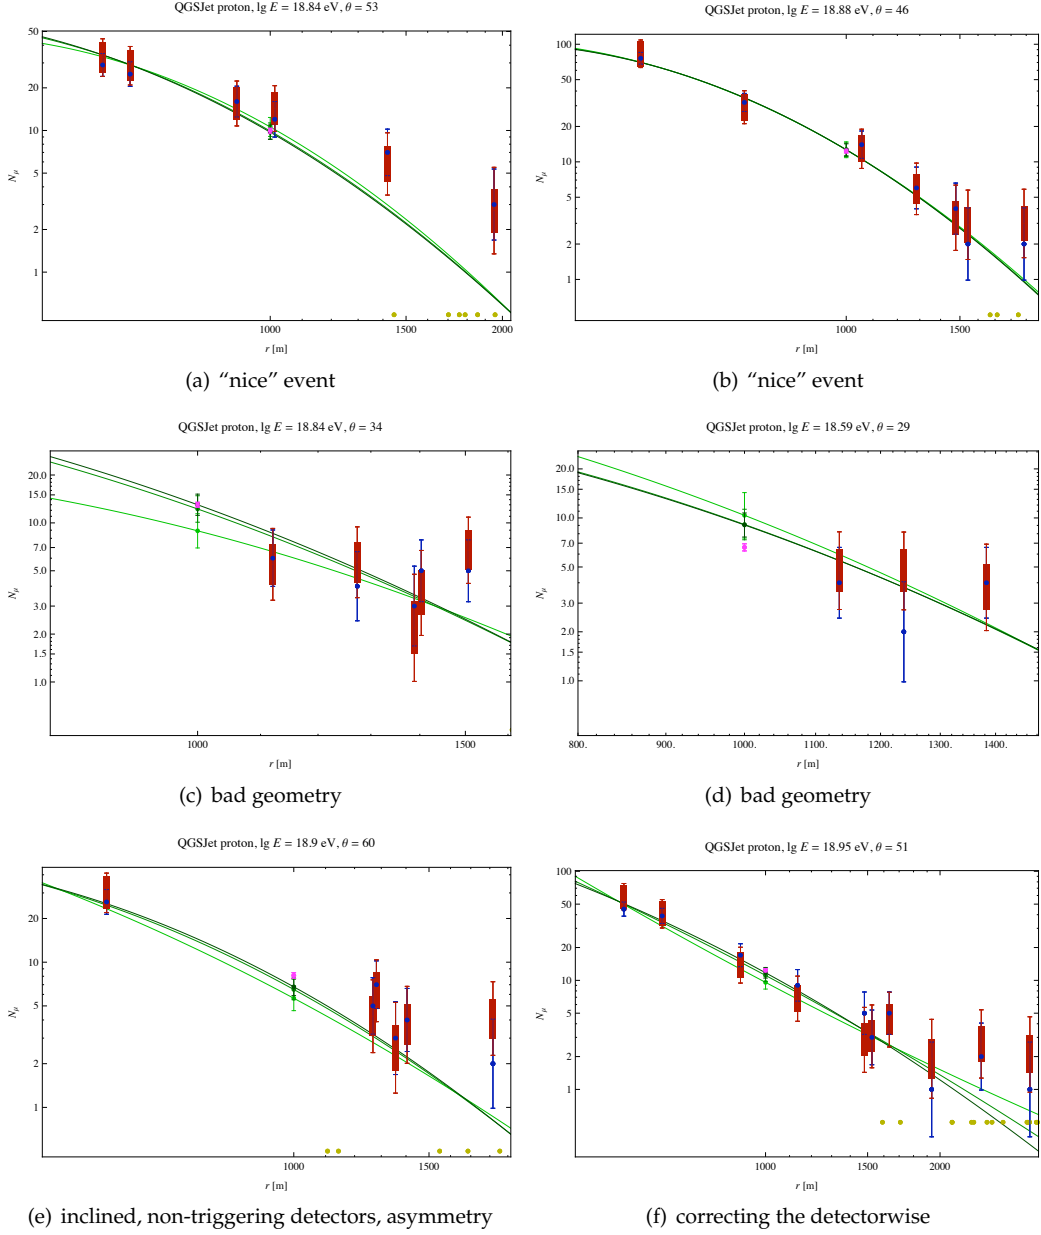 QGSJet proton, lg E = 18.84 eV, θ = 53
50
20
10
5
2
1
Nμ
1000
1500
2000
r [m]
(a) “nice” event
QGSJet proton, lg E = 18.88 eV, θ = 46
100
50
20
10
5
2
1
Nμ
1000
1500
r [m]
(b) “nice” event
QGSJet proton, lg E = 18.84 eV, θ = 34
20.0
15.0
10.0
7.0
5.0
3.0
2.0
1.5
1.0
Nμ
1000
1500
r [m]
(c) bad geometry
QGSJet proton, lg E = 18.59 eV, θ = 29
20.0
15.0
10.0
7.0
5.0
3.0
2.0
1.5
1.0
Nμ
800.
900.
1000.
1100.
1200.
1300.
1400.
r [m]
(d) bad geometry
QGSJet proton, lg E = 18.9 eV, θ = 60
20
10
5
2
1
Nμ
1000
1500
r [m]
(e) inclined, non-triggering detectors, asymmetry
QGSJet proton, lg E = 18.95 eV, θ = 51
100
50
20
10
5
2
1
Nμ
1000
1500
2000
r [m]
(f) correcting the detectorwise